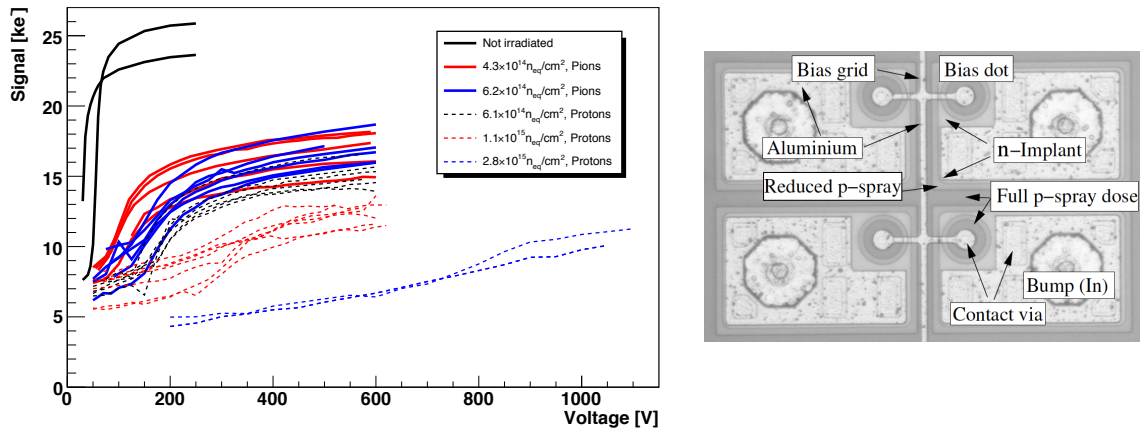 Signal [ke]
25
20
15
10
5
0
0 200 400 600 800 1000
Voltage [V]
Not irradiated
4.3×10¹⁴n_eq/cm², Pions
6.2×10¹⁴n_eq/cm², Pions
6.1×10¹⁴n_eq/cm², Protons
1.1×10¹⁵n_eq/cm², Protons
2.8×10¹⁵n_eq/cm², Protons
Bias grid
Bias dot
Aluminium
n−Implant
Reduced p−spray
Full p−spray dose
Bump (In)
Contact via